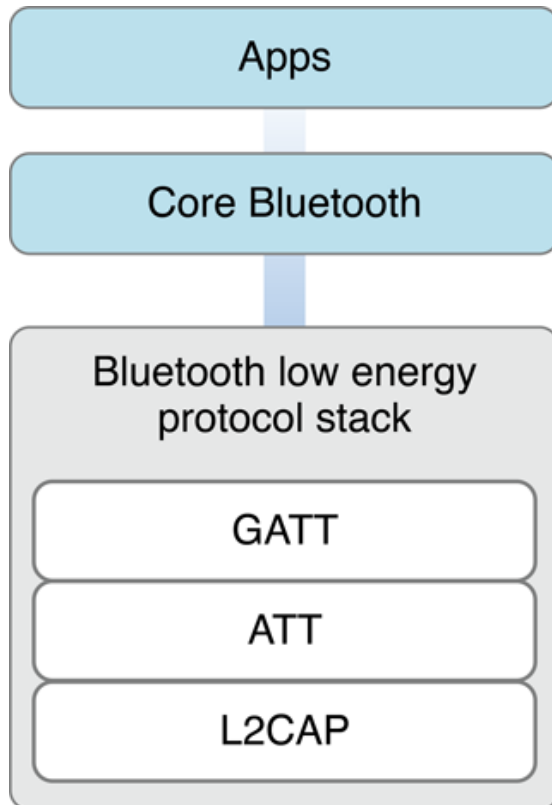 Apps
Core Bluetooth
Bluetooth low energy
protocol stack
GATT
ATT
L2CAP